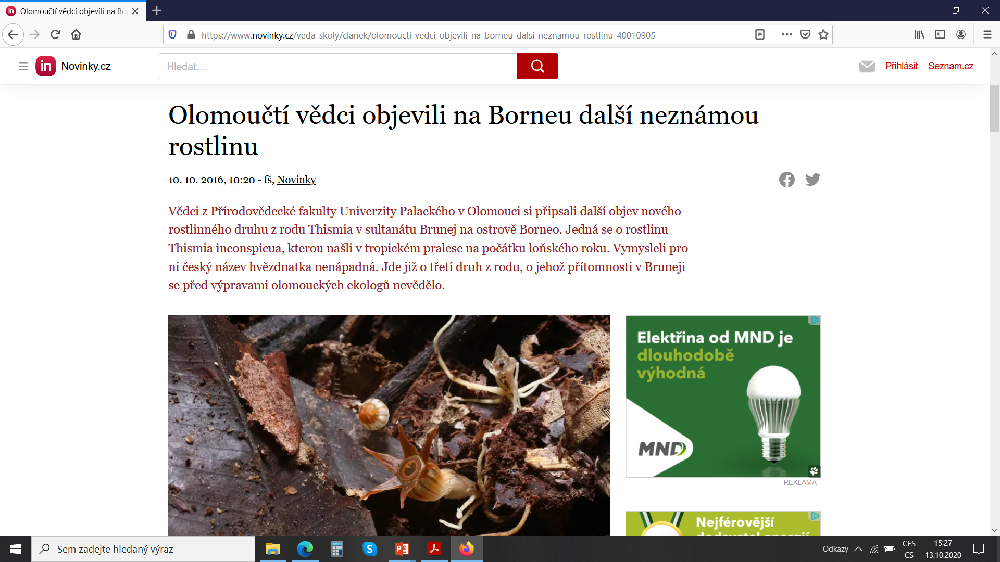 Olomoučtí vědci objevili na Bor
https://www.novinky.cz/veda-skoly/clanek/olomoucti-vedci-objevili-na-borneu-dalsi-neznamou-rostlinu-40010905
in Novinky.cz
Hledat...
Přihlásit
Seznam.cz
Olomoučtí vědci objevili na Borneu další neznámou
rostlinu
10. 10. 2016, 10:20 - fš, Novinky
Vědci z Přírodovědecké fakulty Univerzity Palackého v Olomouci si připsali další objev nového
rostlinného druhu z rodu Thismia v sultanátu Brunej na ostrově Borneo. Jedná se o rostlinu
Thismia inconspicua, kterou našli v tropickém pralese na počátku loňského roku. Vymysleli pro
ni český název hvězdnatka nenápadná. Jde již o třetí druh z rodu, o jehož přítomnosti v Bruneji
se před výpravami olomouckých ekologů nevědělo.
Elektřina od MND je
dlouhodobě
výhodná
MND
REKLAMA
Nejférovější
dodavatel energií
Sem zadejte hledaný výraz
Odkazy
CES
CS
15:27
13.10.2020